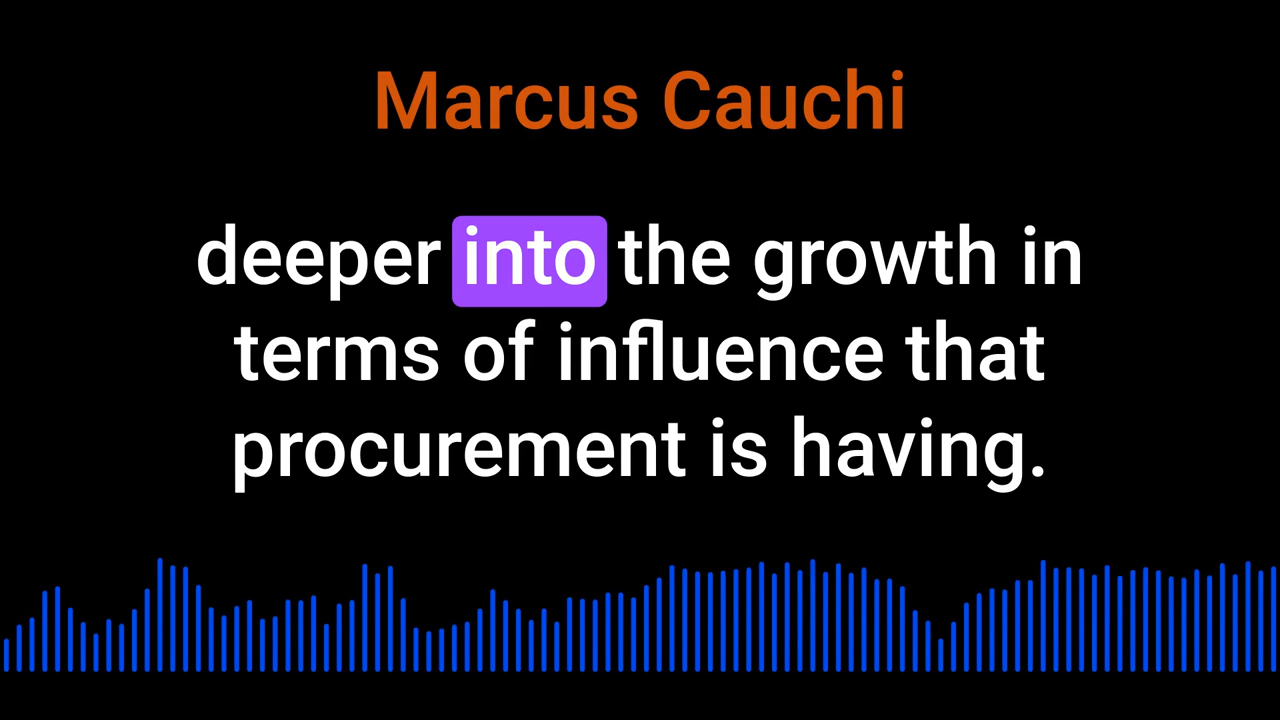 Marcus Cauchi
deeper into the growth in
terms of influence that
procurement is having.